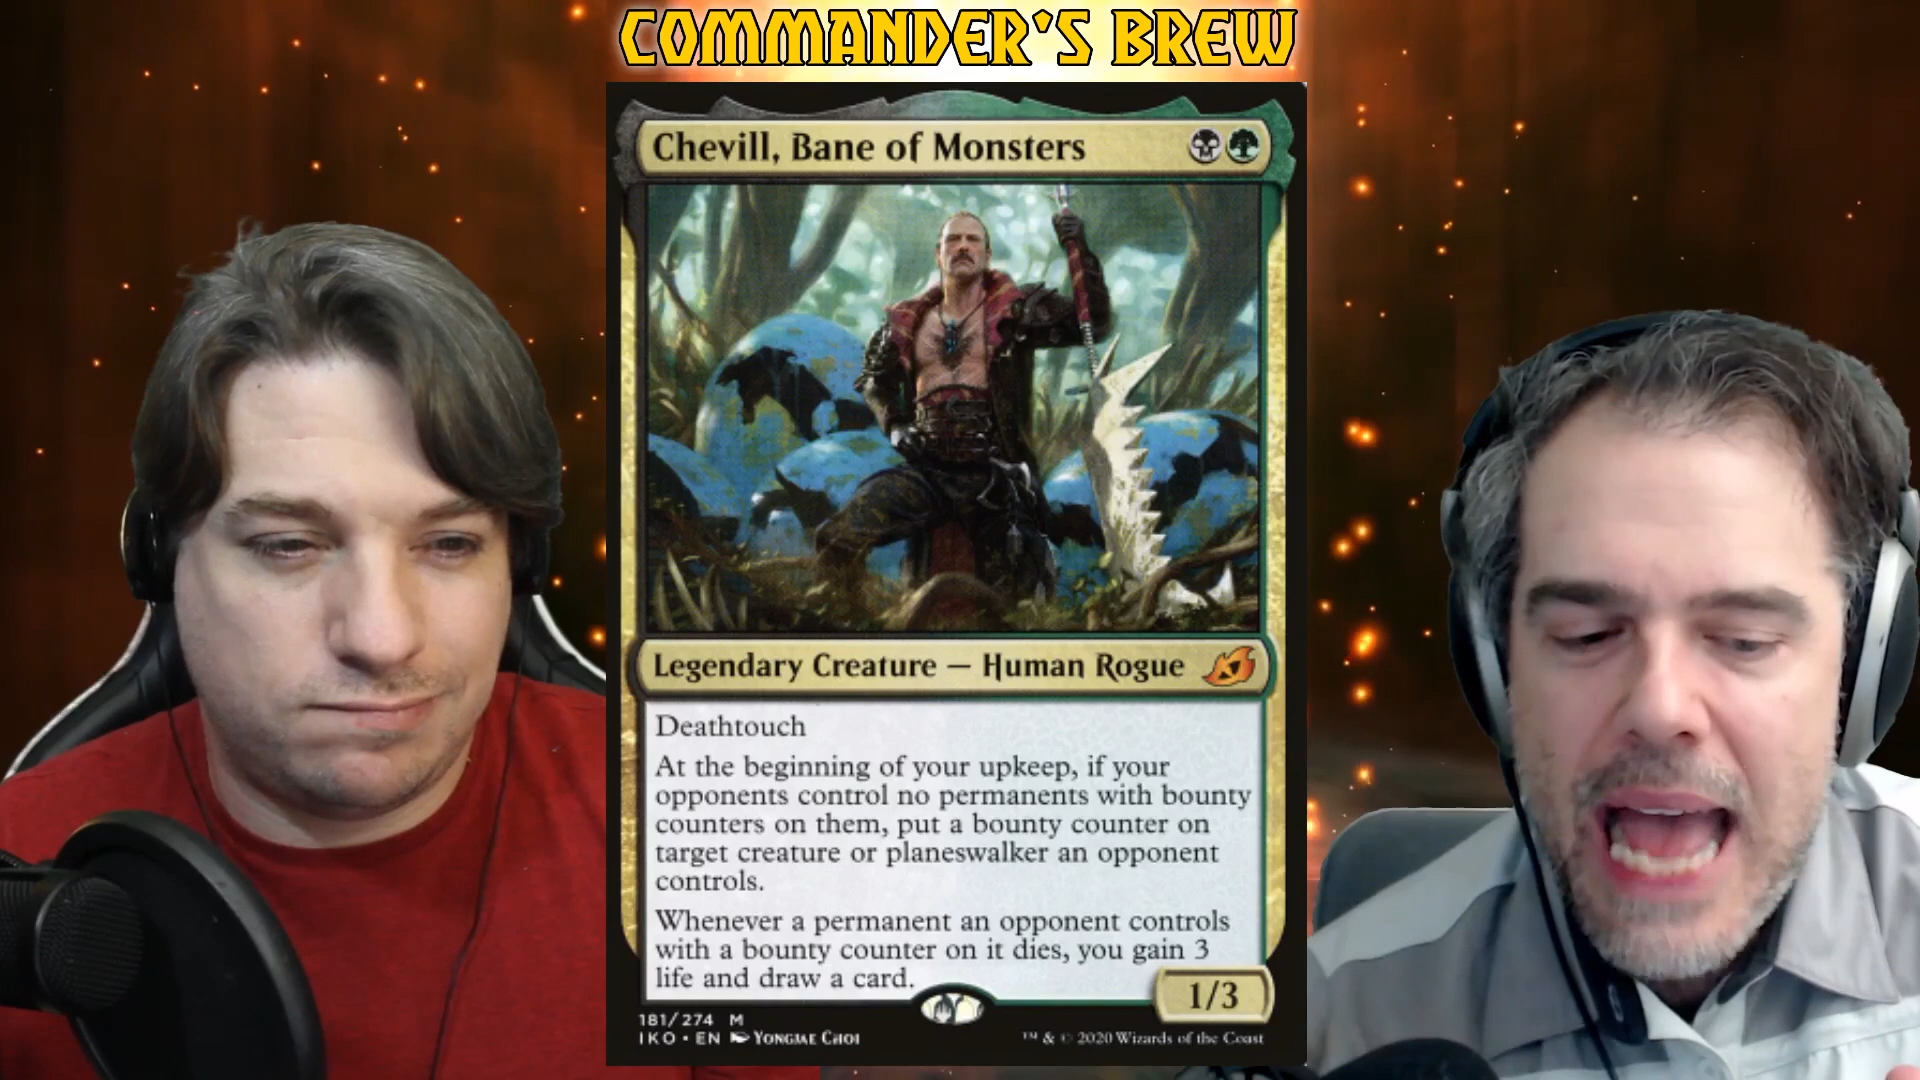 COMMANDER'S BREW
Chevill, Bane of Monsters
Legendary Creature — Human Rogue
Deathtouch
At the beginning of your upkeep, if your
opponents control no permanents with bounty
counters on them, put a bounty counter on
target creature or planeswalker an opponent
controls.
Whenever a permanent an opponent controls
with a bounty counter on it dies, you gain 3
life and draw a card.
1/3
181/274 M
IKO • EN YONGJAE CHOI
™ & © 2020 Wizards of the Coast